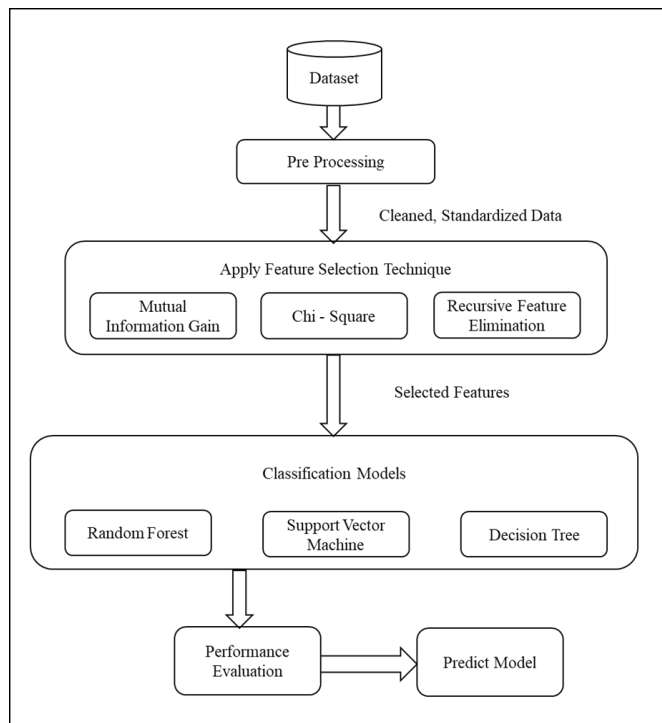 Dataset
Pre Processing
Cleaned, Standardized Data
Apply Feature Selection Technique
Mutual
Information Gain
Chi - Square
Recursive Feature
Elimination
Selected Features
Classification Models
Random Forest
Support Vector
Machine
Decision Tree
Performance
Evaluation
Predict Model